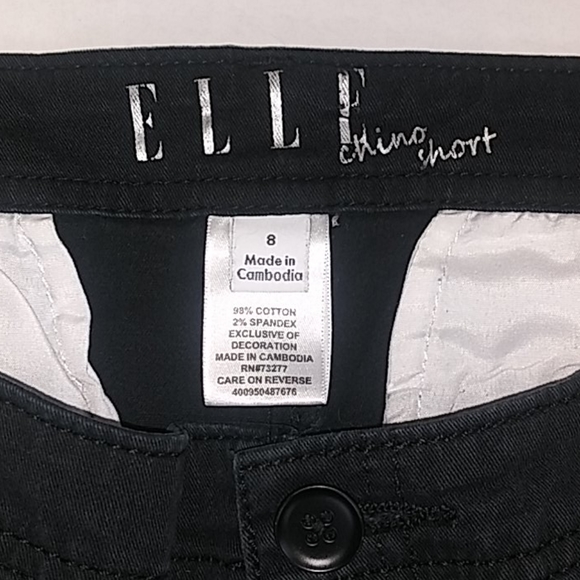 ELLE
chino
short
8
Made in
Cambodia
98% COTTON
2% SPANDEX
EXCLUSIVE OF
DECORATION
MADE IN CAMBODIA
RN#73277
CARE ON REVERSE
400950487676